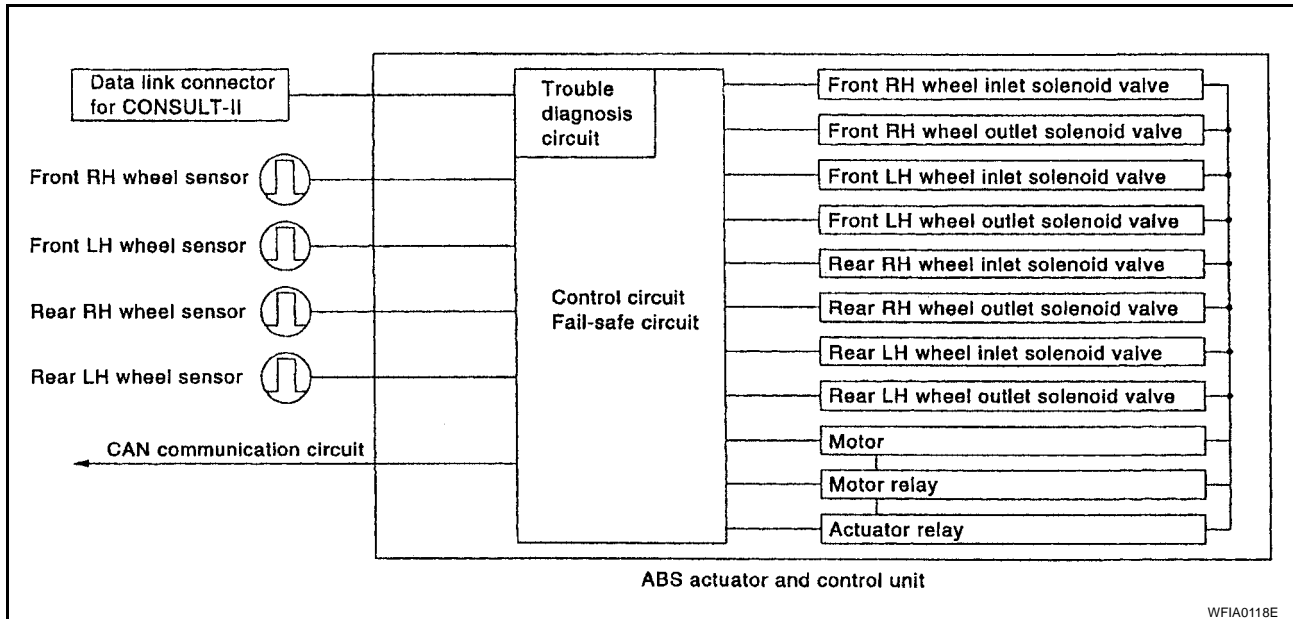 Data link connector
for CONSULT-II
Front RH wheel sensor
Front LH wheel sensor
Rear RH wheel sensor
Rear LH wheel sensor
CAN communication circuit
Trouble
diagnosis
circuit
Control circuit
Fail-safe circuit
Front RH wheel inlet solenoid valve
Front RH wheel outlet solenoid valve
Front LH wheel inlet solenoid valve
Front LH wheel outlet solenoid valve
Rear RH wheel inlet solenoid valve
Rear RH wheel outlet solenoid valve
Rear LH wheel inlet solenoid valve
Rear LH wheel outlet solenoid valve
Motor
Motor relay
Actuator relay
ABS actuator and control unit
WFIA0118E